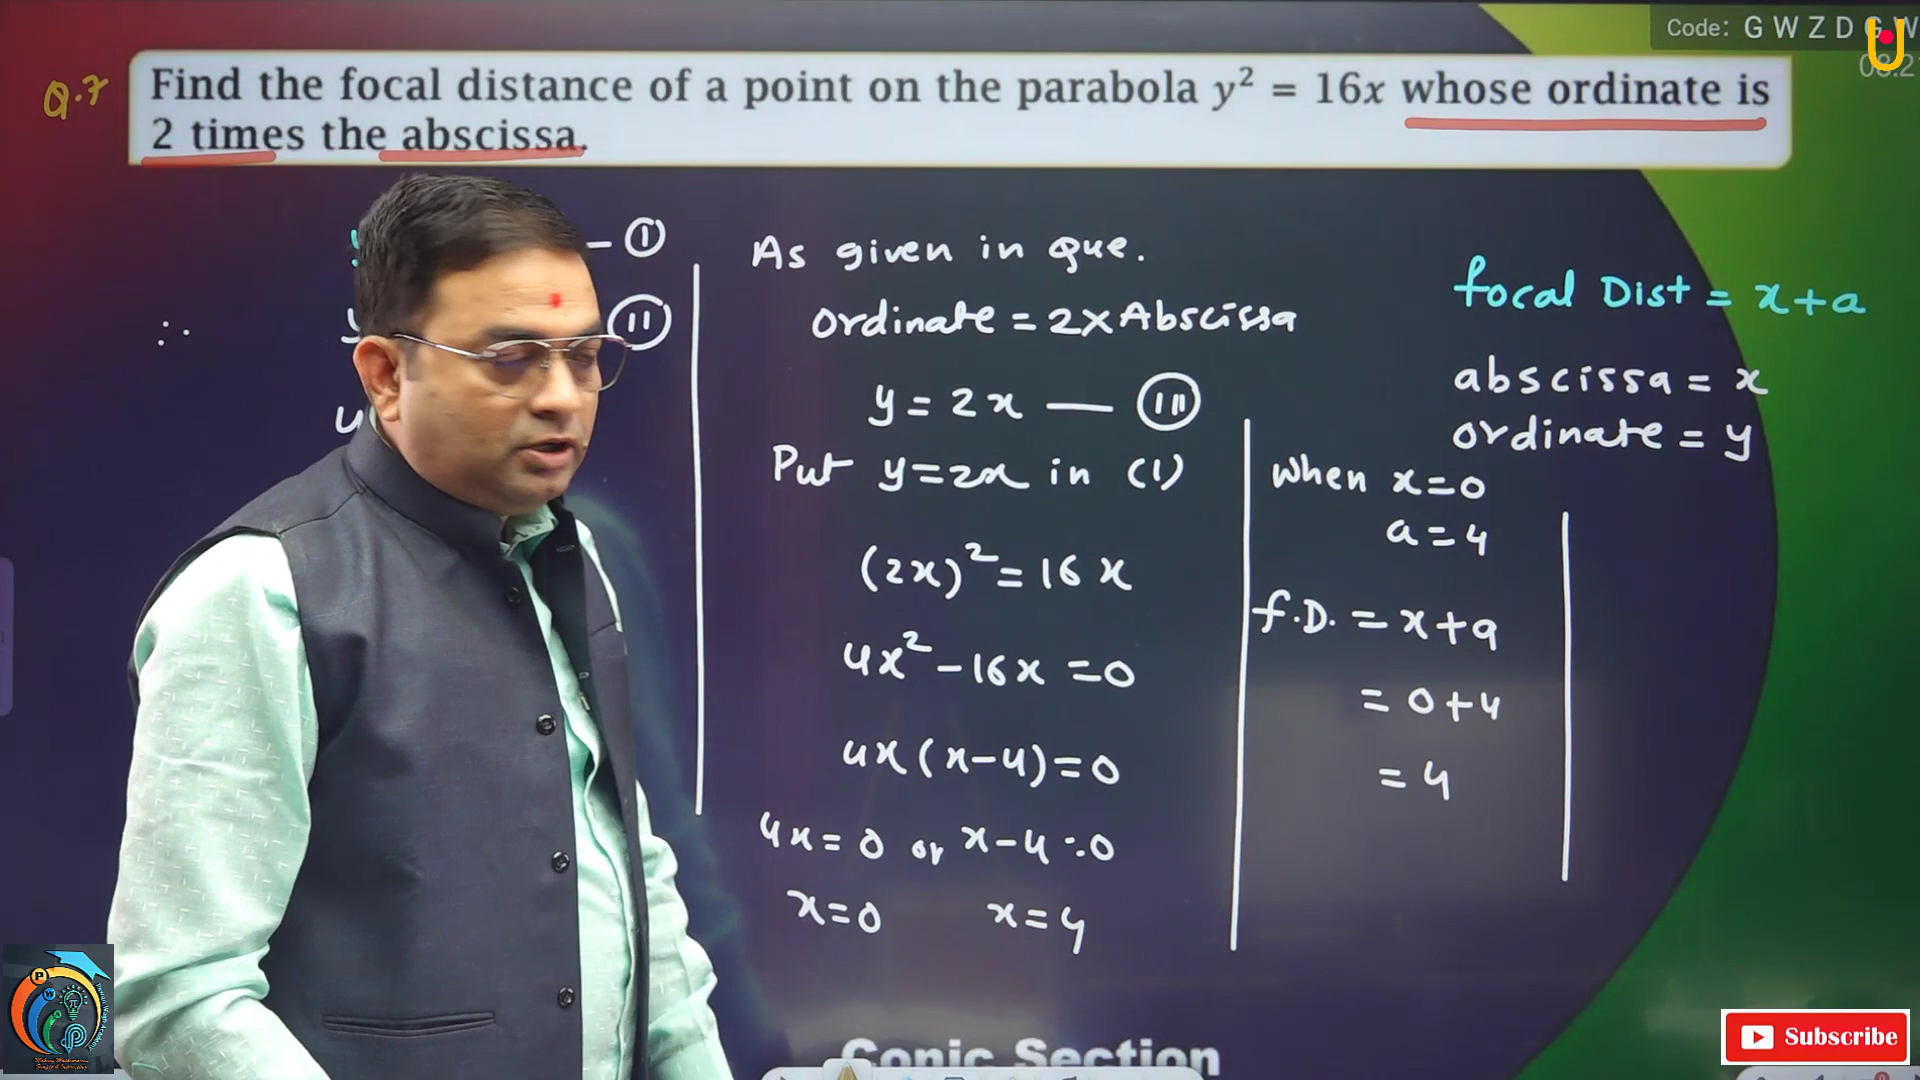 Code: G W Z D G W
Q.7
Find the focal distance of a point on the parabola y² = 16x whose ordinate is
2 times the abscissa.
— (I)
∴
(II)
As given in que.
ordinate = 2×Abscissa
y = 2x — (III)
Put y=2x in (1)
(2x)² = 16x
4x² – 16x = 0
4x (x–4) = 0
4x = 0 or x–4 = 0
x = 0 x = 4
focal Dist = x+a
abscissa = x
ordinate = y
When x=0
a = 4
f.D. = x+a
= 0+4
= 4
Conic Section
Subscribe